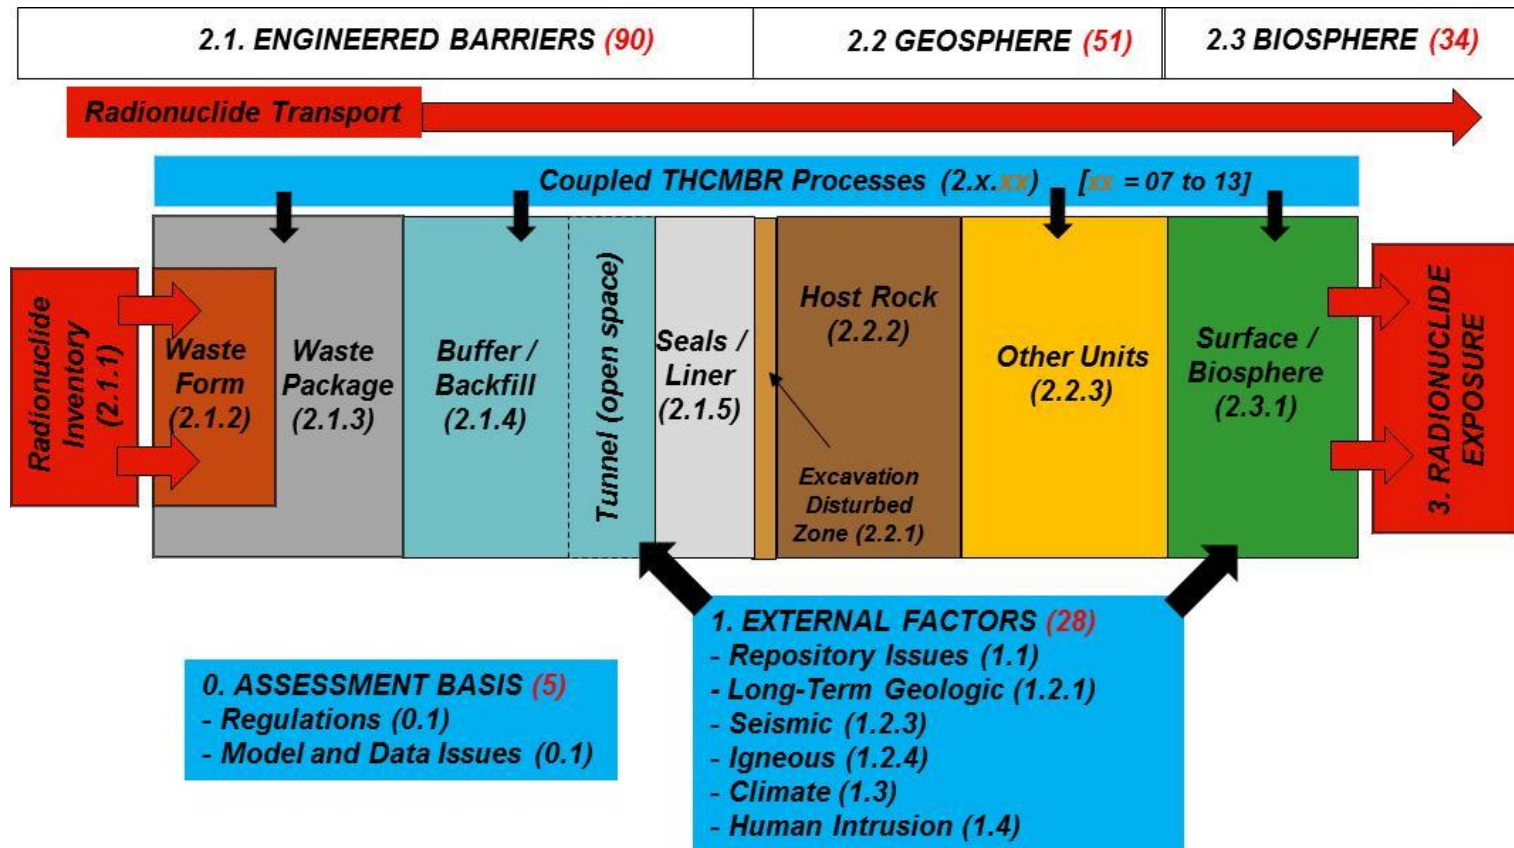 2.1. ENGINEERED BARRIERS (90)
2.2 GEOSPHERE (51)
2.3 BIOSPHERE (34)
Radionuclide Transport
Coupled THCMBR Processes (2.x.xx) [xx = 07 to 13]
Radionuclide
Inventory
(2.1.1)
Waste
Form
(2.1.2)
Waste
Package
(2.1.3)
Buffer /
Backfill
(2.1.4)
Tunnel (open space)
Seals /
Liner
(2.1.5)
Excavation
Disturbed
Zone (2.2.1)
Host Rock
(2.2.2)
Other Units
(2.2.3)
Surface /
Biosphere
(2.3.1)
3. RADIONUCLIDE
EXPOSURE
0. ASSESSMENT BASIS (5)
- Regulations (0.1)
- Model and Data Issues (0.1)
1. EXTERNAL FACTORS (28)
- Repository Issues (1.1)
- Long-Term Geologic (1.2.1)
- Seismic (1.2.3)
- Igneous (1.2.4)
- Climate (1.3)
- Human Intrusion (1.4)